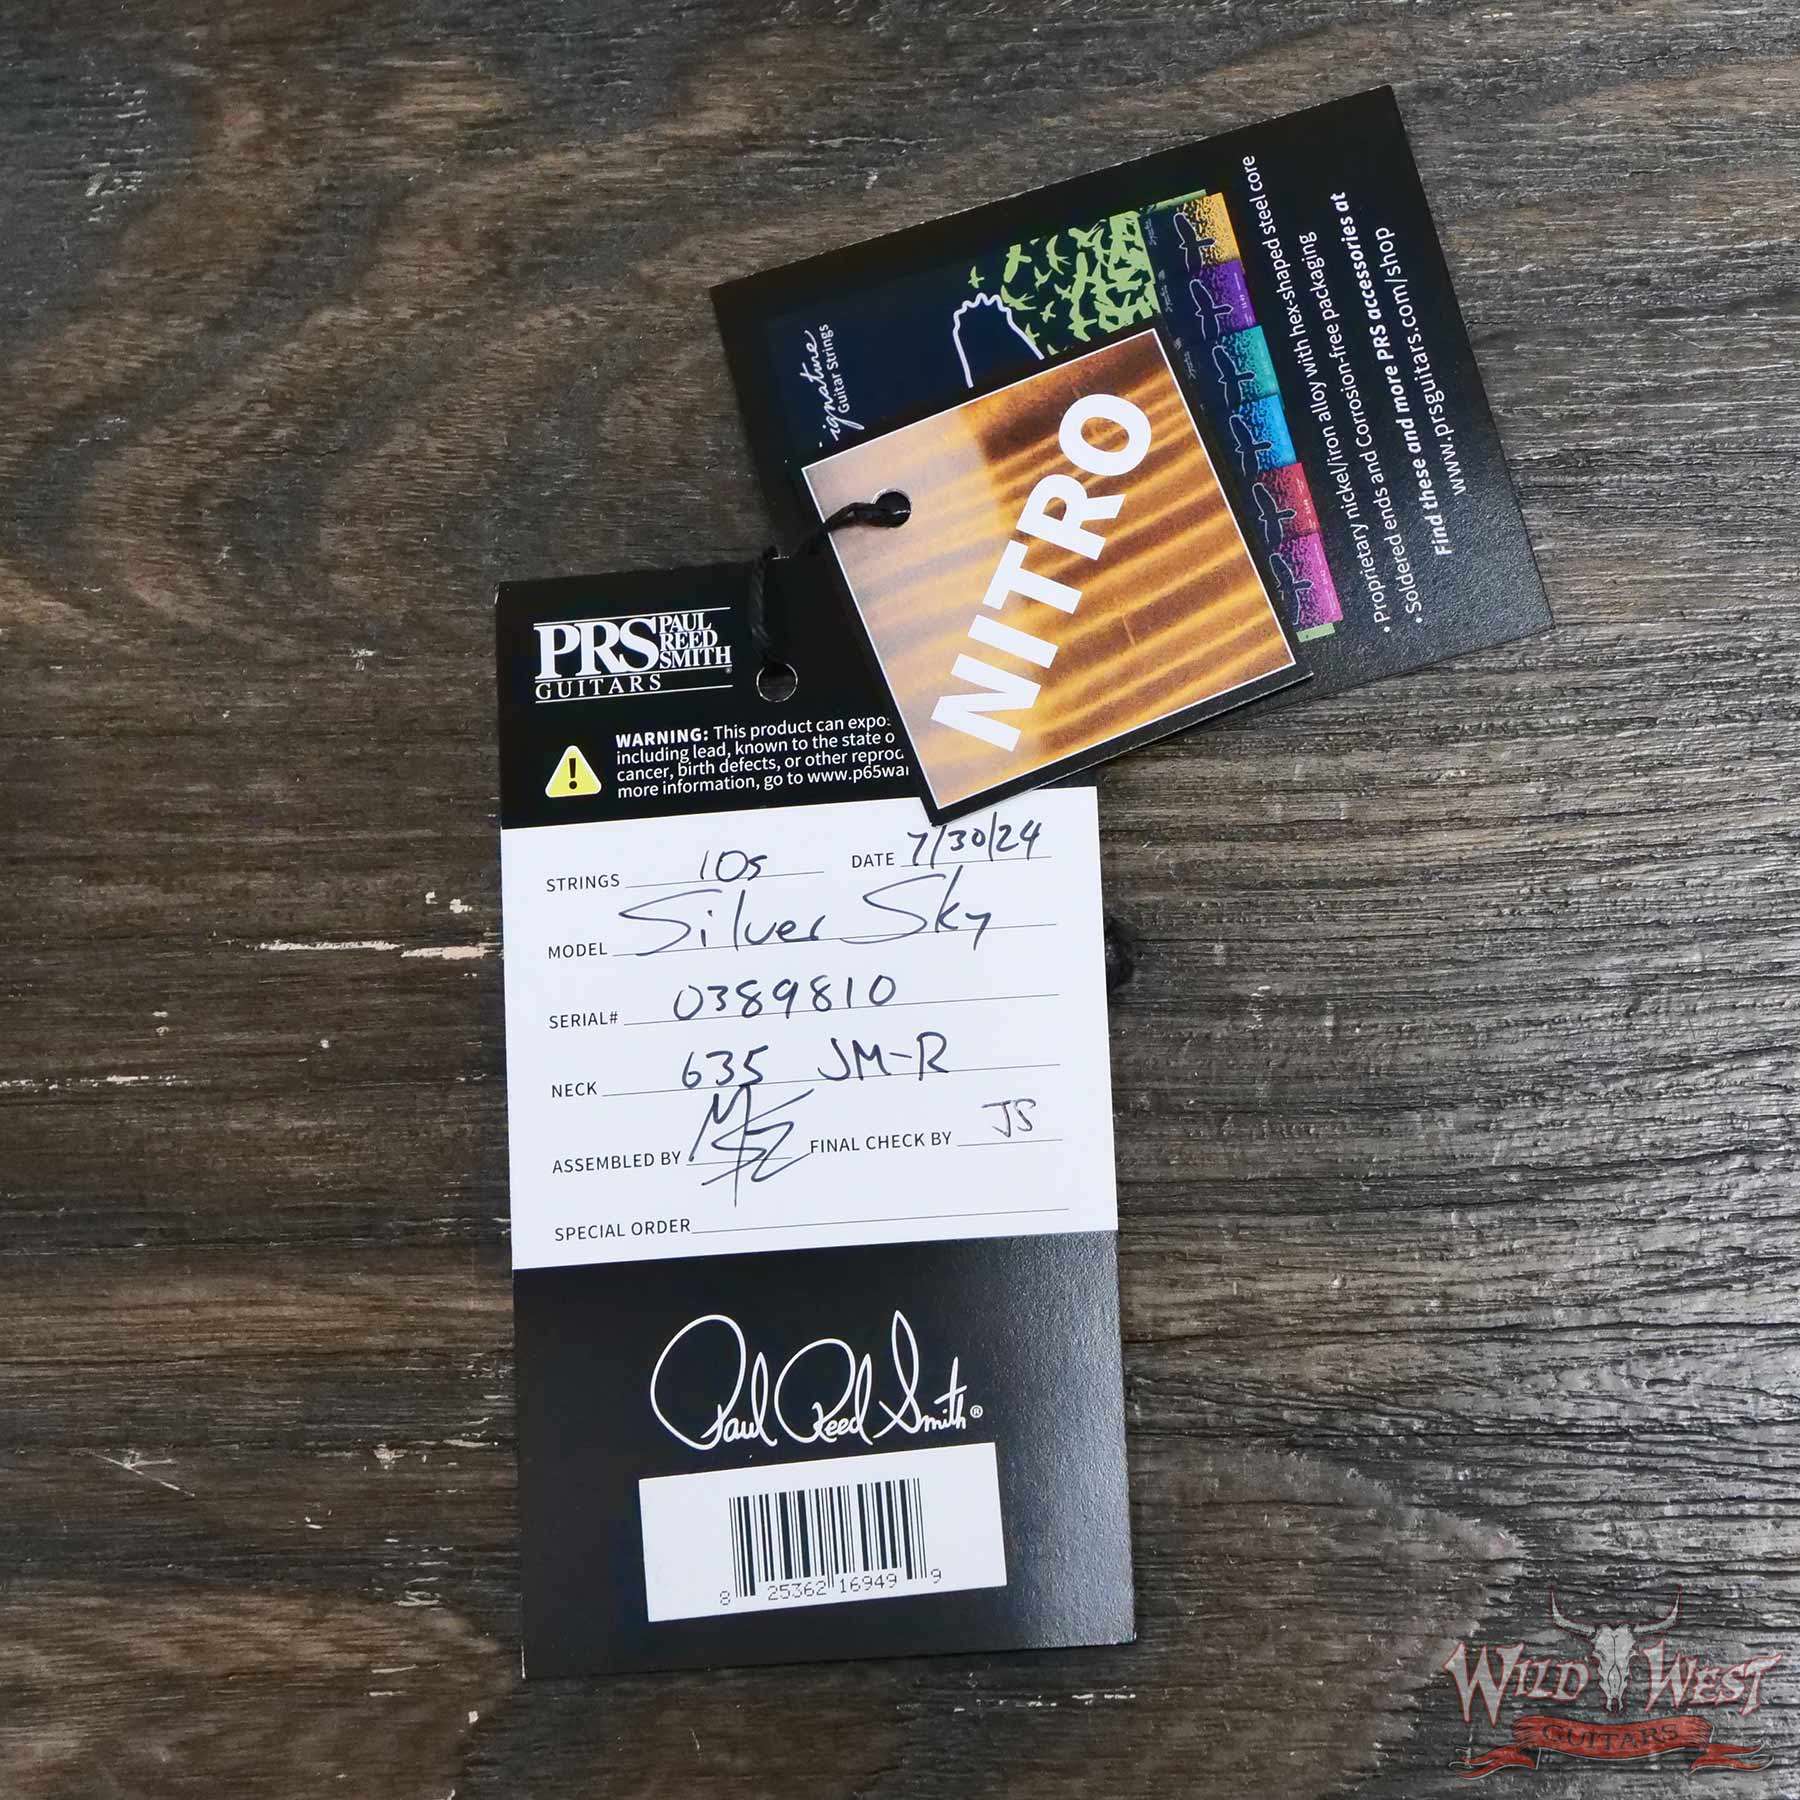 Signature
Guitar Strings
• Proprietary nickel/iron alloy with hex-shaped steel core
• Soldered ends and Corrosion-free packaging
Find these and more PRS accessories at
www.prsguitars.com/shop
NITRO
PRS PAUL REED SMITH
GUITARS
WARNING: This product can expos
including lead, known to the state o
cancer, birth defects, or other reproc
more information, go to www.p65war
STRINGS 10s DATE 7/30/24
MODEL Silver Sky
SERIAL# 0389810
NECK 635 JM-R
ASSEMBLED BY FINAL CHECK BY JS
SPECIAL ORDER
Paul Reed Smith®
8 25362 16949 9
WILD WEST
GUITARS